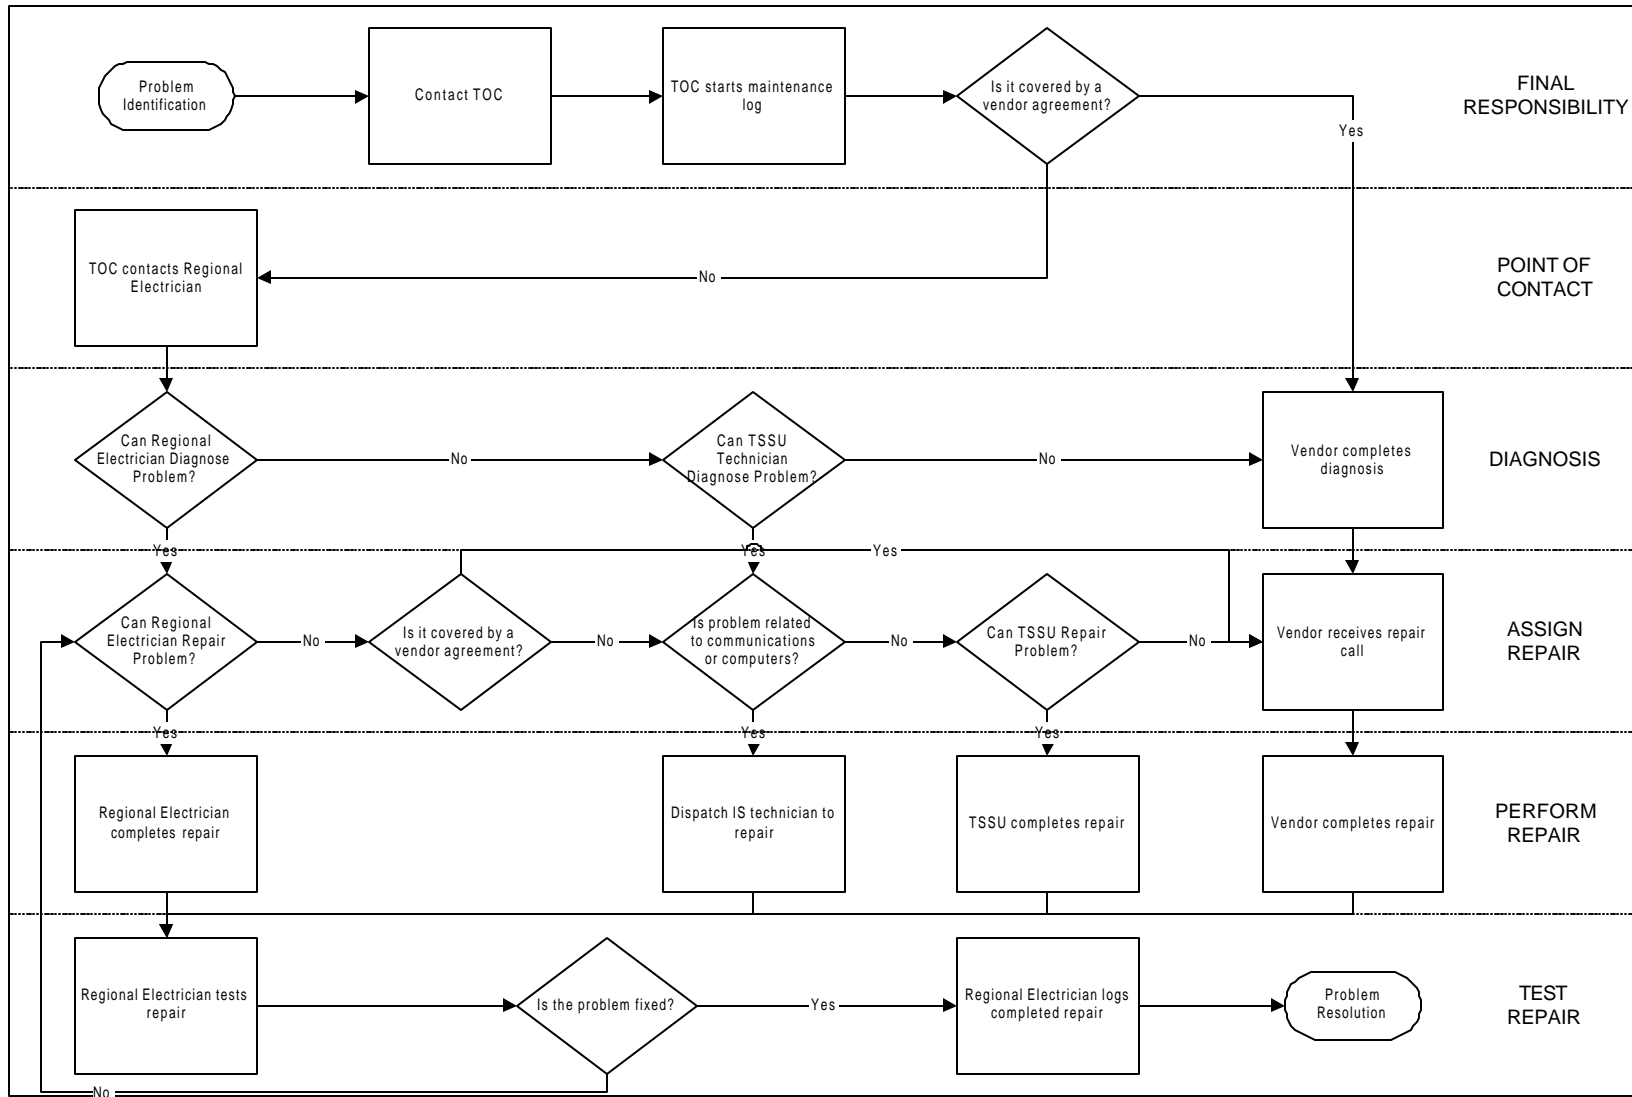 Problem
Identification
Contact TOC
TOC starts maintenance
log
Is it covered by a
vendor agreement?
FINAL
RESPONSIBILITY
Yes
TOC contacts Regional
Electrician
No
POINT OF
CONTACT
Can Regional
Electrician Diagnose
Problem?
No
Can TSSU
Technician
Diagnose Problem?
No
Vendor completes
diagnosis
DIAGNOSIS
Yes
Yes
Yes
Can Regional
Electrician Repair
Problem?
No
Is it covered by a
vendor agreement?
No
Is problem related
to communications
or computers?
No
Can TSSU Repair
Problem?
No
Vendor receives repair
call
ASSIGN
REPAIR
Yes
Yes
Yes
Regional Electrician
completes repair
Dispatch IS technician to
repair
TSSU completes repair
Vendor completes repair
PERFORM
REPAIR
Regional Electrician tests
repair
Is the problem fixed?
Yes
Regional Electrician logs
completed repair
Problem
Resolution
TEST
REPAIR
No